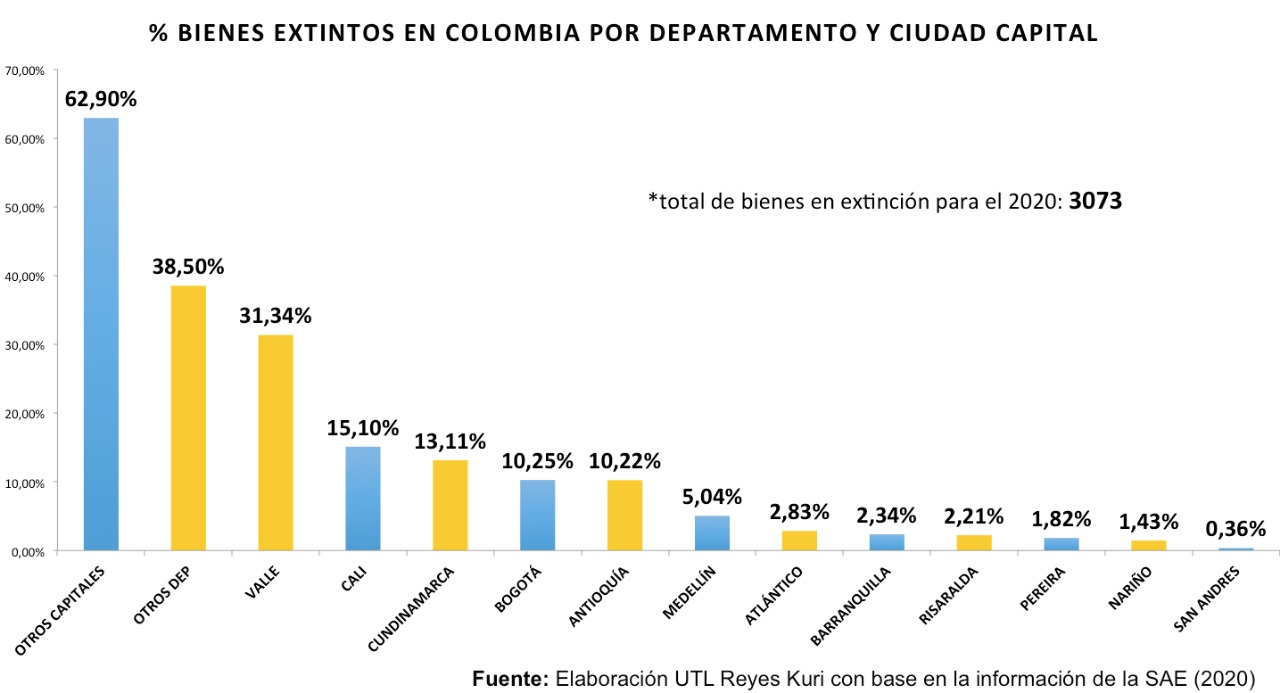 % BIENES EXTINTOS EN COLOMBIA POR DEPARTAMENTO Y CIUDAD CAPITAL
70,00%
60,00%
50,00%
40,00%
30,00%
20,00%
10,00%
0,00%
62,90%
38,50%
31,34%
15,10%
13,11%
10,25%
10,22%
5,04%
2,83%
2,34%
2,21%
1,82%
1,43%
0,36%
*total de bienes en extinción para el 2020: 3073
OTROS CAPITALES
OTROS DEP
VALLE
CALI
CUNDINAMARCA
BOGOTÁ
ANTIOQUÍA
MEDELLÍN
ATLÁNTICO
BARRANQUILLA
RISARALDA
PEREIRA
NARIÑO
SAN ANDRES
Fuente: Elaboración UTL Reyes Kuri con base en la información de la SAE (2020)